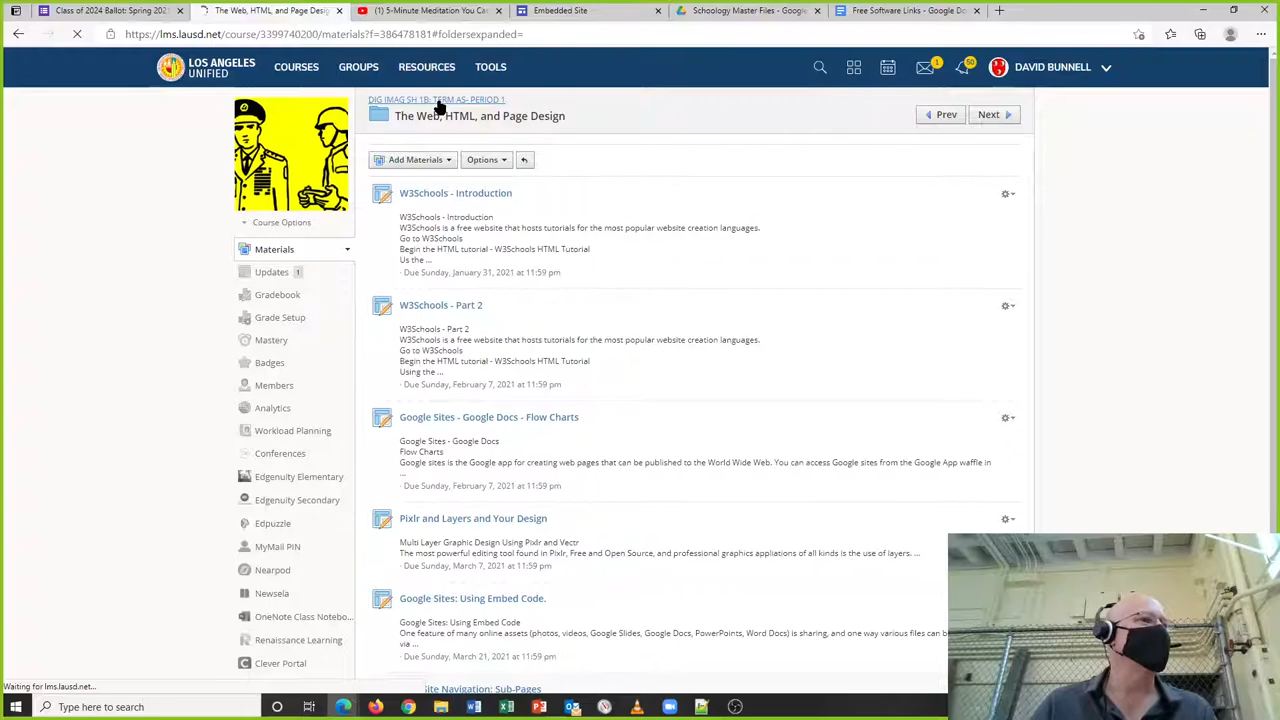 Class of 2024 Ballot: Spring 2021
The Web, HTML, and Page Desig
(1) 5-Minute Meditation You Ca
Embedded Site
Schoology Master Files - Google
Free Software Links - Google Do
https://lms.lausd.net/course/3399740200/materials?f=386478181#foldersexpanded=
LOS ANGELES
UNIFIED
COURSES
GROUPS
RESOURCES
TOOLS
1
50
DAVID BUNNELL
DIG IMAG SH 1B: TERM AS- PERIOD 1
The Web, HTML, and Page Design
Prev
Next
Add Materials
Options
Course Options
Materials
Updates 1
Gradebook
Grade Setup
Mastery
Badges
Members
Analytics
Workload Planning
Conferences
Edgenuity Elementary
Edgenuity Secondary
Edpuzzle
MyMail PIN
Nearpod
Newsela
OneNote Class Notebo...
Renaissance Learning
Clever Portal
W3Schools - Introduction
W3Schools - Introduction
W3Schools is a free website that hosts tutorials for the most popular website creation languages.
Go to W3Schools
Begin the HTML tutorial - W3Schools HTML Tutorial
Us the ...
· Due Sunday, January 31, 2021 at 11:59 pm
W3Schools - Part 2
W3Schools - Part 2
W3Schools is a free website that hosts tutorials for the most popular website creation languages.
Go to W3Schools
Begin the HTML tutorial - W3Schools HTML Tutorial
Using the ...
· Due Sunday, February 7, 2021 at 11:59 pm
Google Sites - Google Docs - Flow Charts
Google Sites - Google Docs
Flow Charts
Google sites is the Google app for creating web pages that can be published to the World Wide Web. You can access Google sites from the Google App waffle in
...
· Due Sunday, February 7, 2021 at 11:59 pm
Pixlr and Layers and Your Design
Multi Layer Graphic Design Using Pixlr and Vectr
The most powerful editing tool found in Pixlr, Free and Open Source, and professional graphics appliations of all kinds is the use of layers. ...
· Due Sunday, March 7, 2021 at 11:59 pm
Google Sites: Using Embed Code.
Google Sites: Using Embed Code
One feature of many online assets (photos, videos, Google Slides, Google Docs, PowerPoints, Word Docs) is sharing, and one way various files can b
via ...
· Due Sunday, March 21, 2021 at 11:59 pm
Site Navigation: Sub-Pages
Waiting for lms.lausd.net...
Type here to search